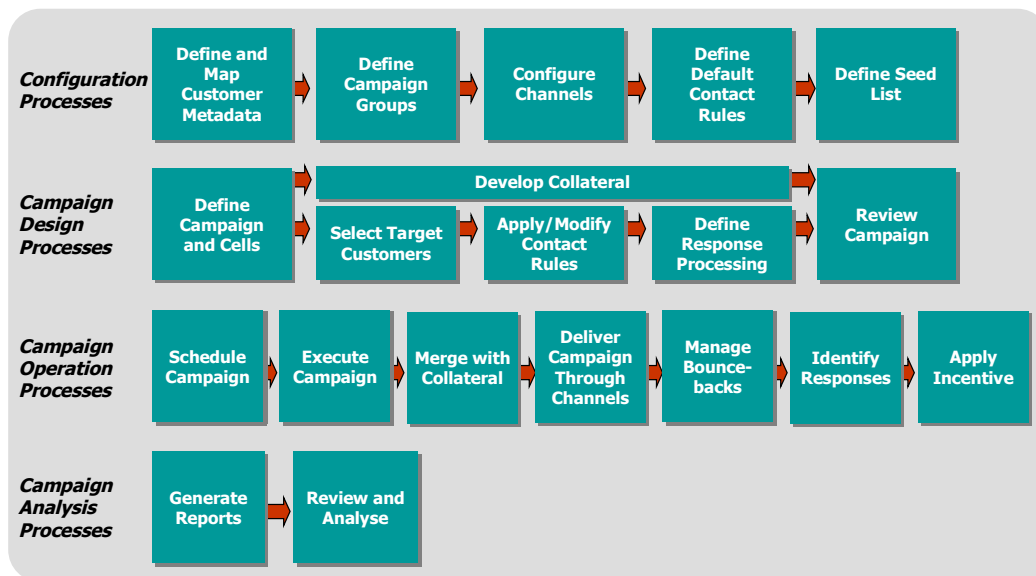 Configuration
Processes
Define and
Map
Customer
Metadata
Define
Campaign
Groups
Configure
Channels
Define
Default
Contact
Rules
Define Seed
List
Campaign
Design
Processes
Define
Campaign
and Cells
Develop Collateral
Select Target
Customers
Apply/Modify
Contact
Rules
Define
Response
Processing
Review
Campaign
Campaign
Operation
Processes
Schedule
Campaign
Execute
Campaign
Merge with
Collateral
Deliver
Campaign
Through
Channels
Manage
Bounce-
backs
Identify
Responses
Apply
Incentive
Campaign
Analysis
Processes
Generate
Reports
Review and
Analyse